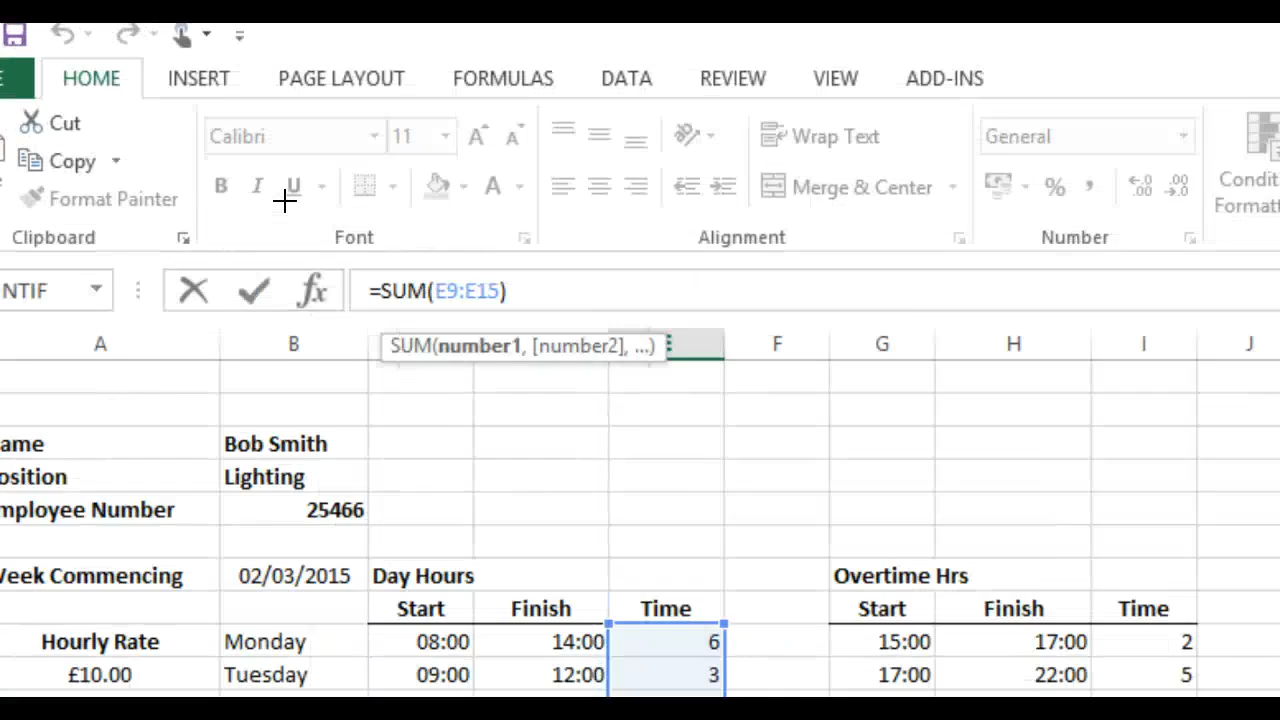 HOME INSERT PAGE LAYOUT FORMULAS DATA REVIEW VIEW ADD-INS
Cut
Calibri 11 Wrap Text General
Copy
B I U A Merge & Center % , .00 .00
Format Painter
Clipboard Font Alignment Number
NTIF fx =SUM(E9:E15)
SUM(number1, [number2], ...)
A B F G H I J
ame Bob Smith
osition Lighting
mployee Number 25466
Week Commencing 02/03/2015 Day Hours Overtime Hrs
Start Finish Time Start Finish Time
Hourly Rate Monday 08:00 14:00 6 15:00 17:00 2
£10.00 Tuesday 09:00 12:00 3 17:00 22:00 5